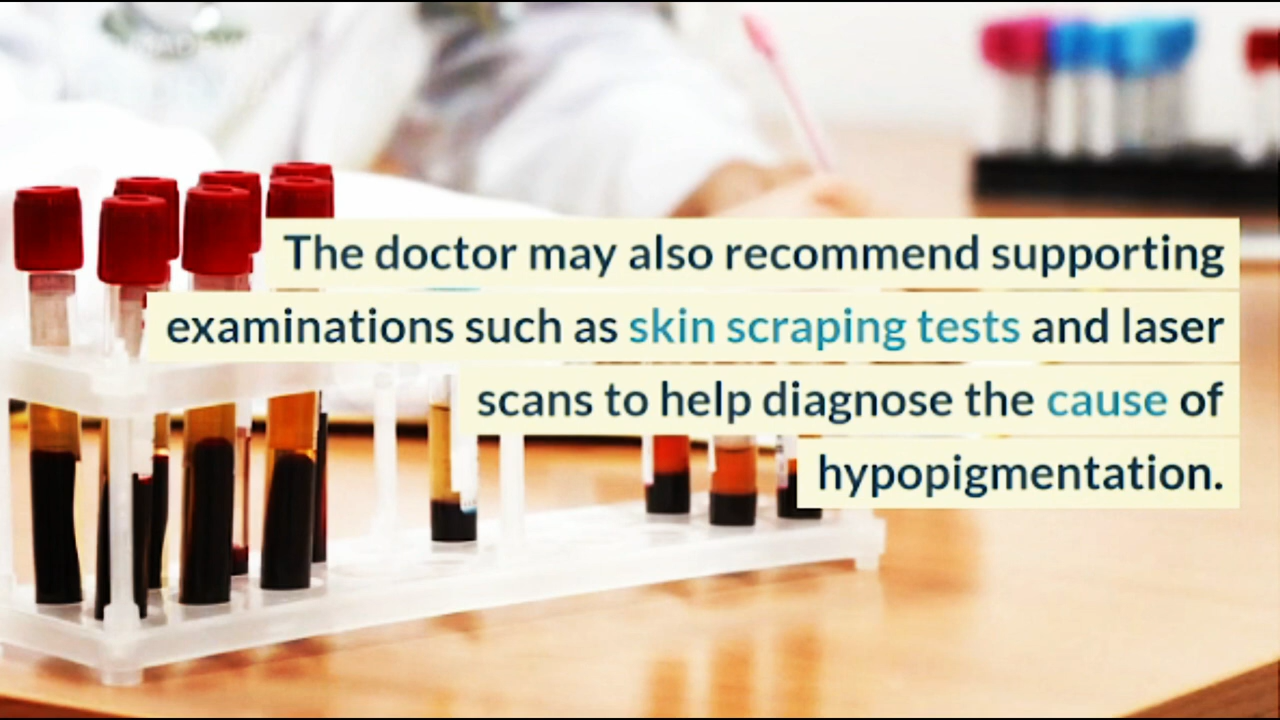 The doctor may also recommend supporting
examinations such as skin scraping tests and laser
scans to help diagnose the cause of
hypopigmentation.